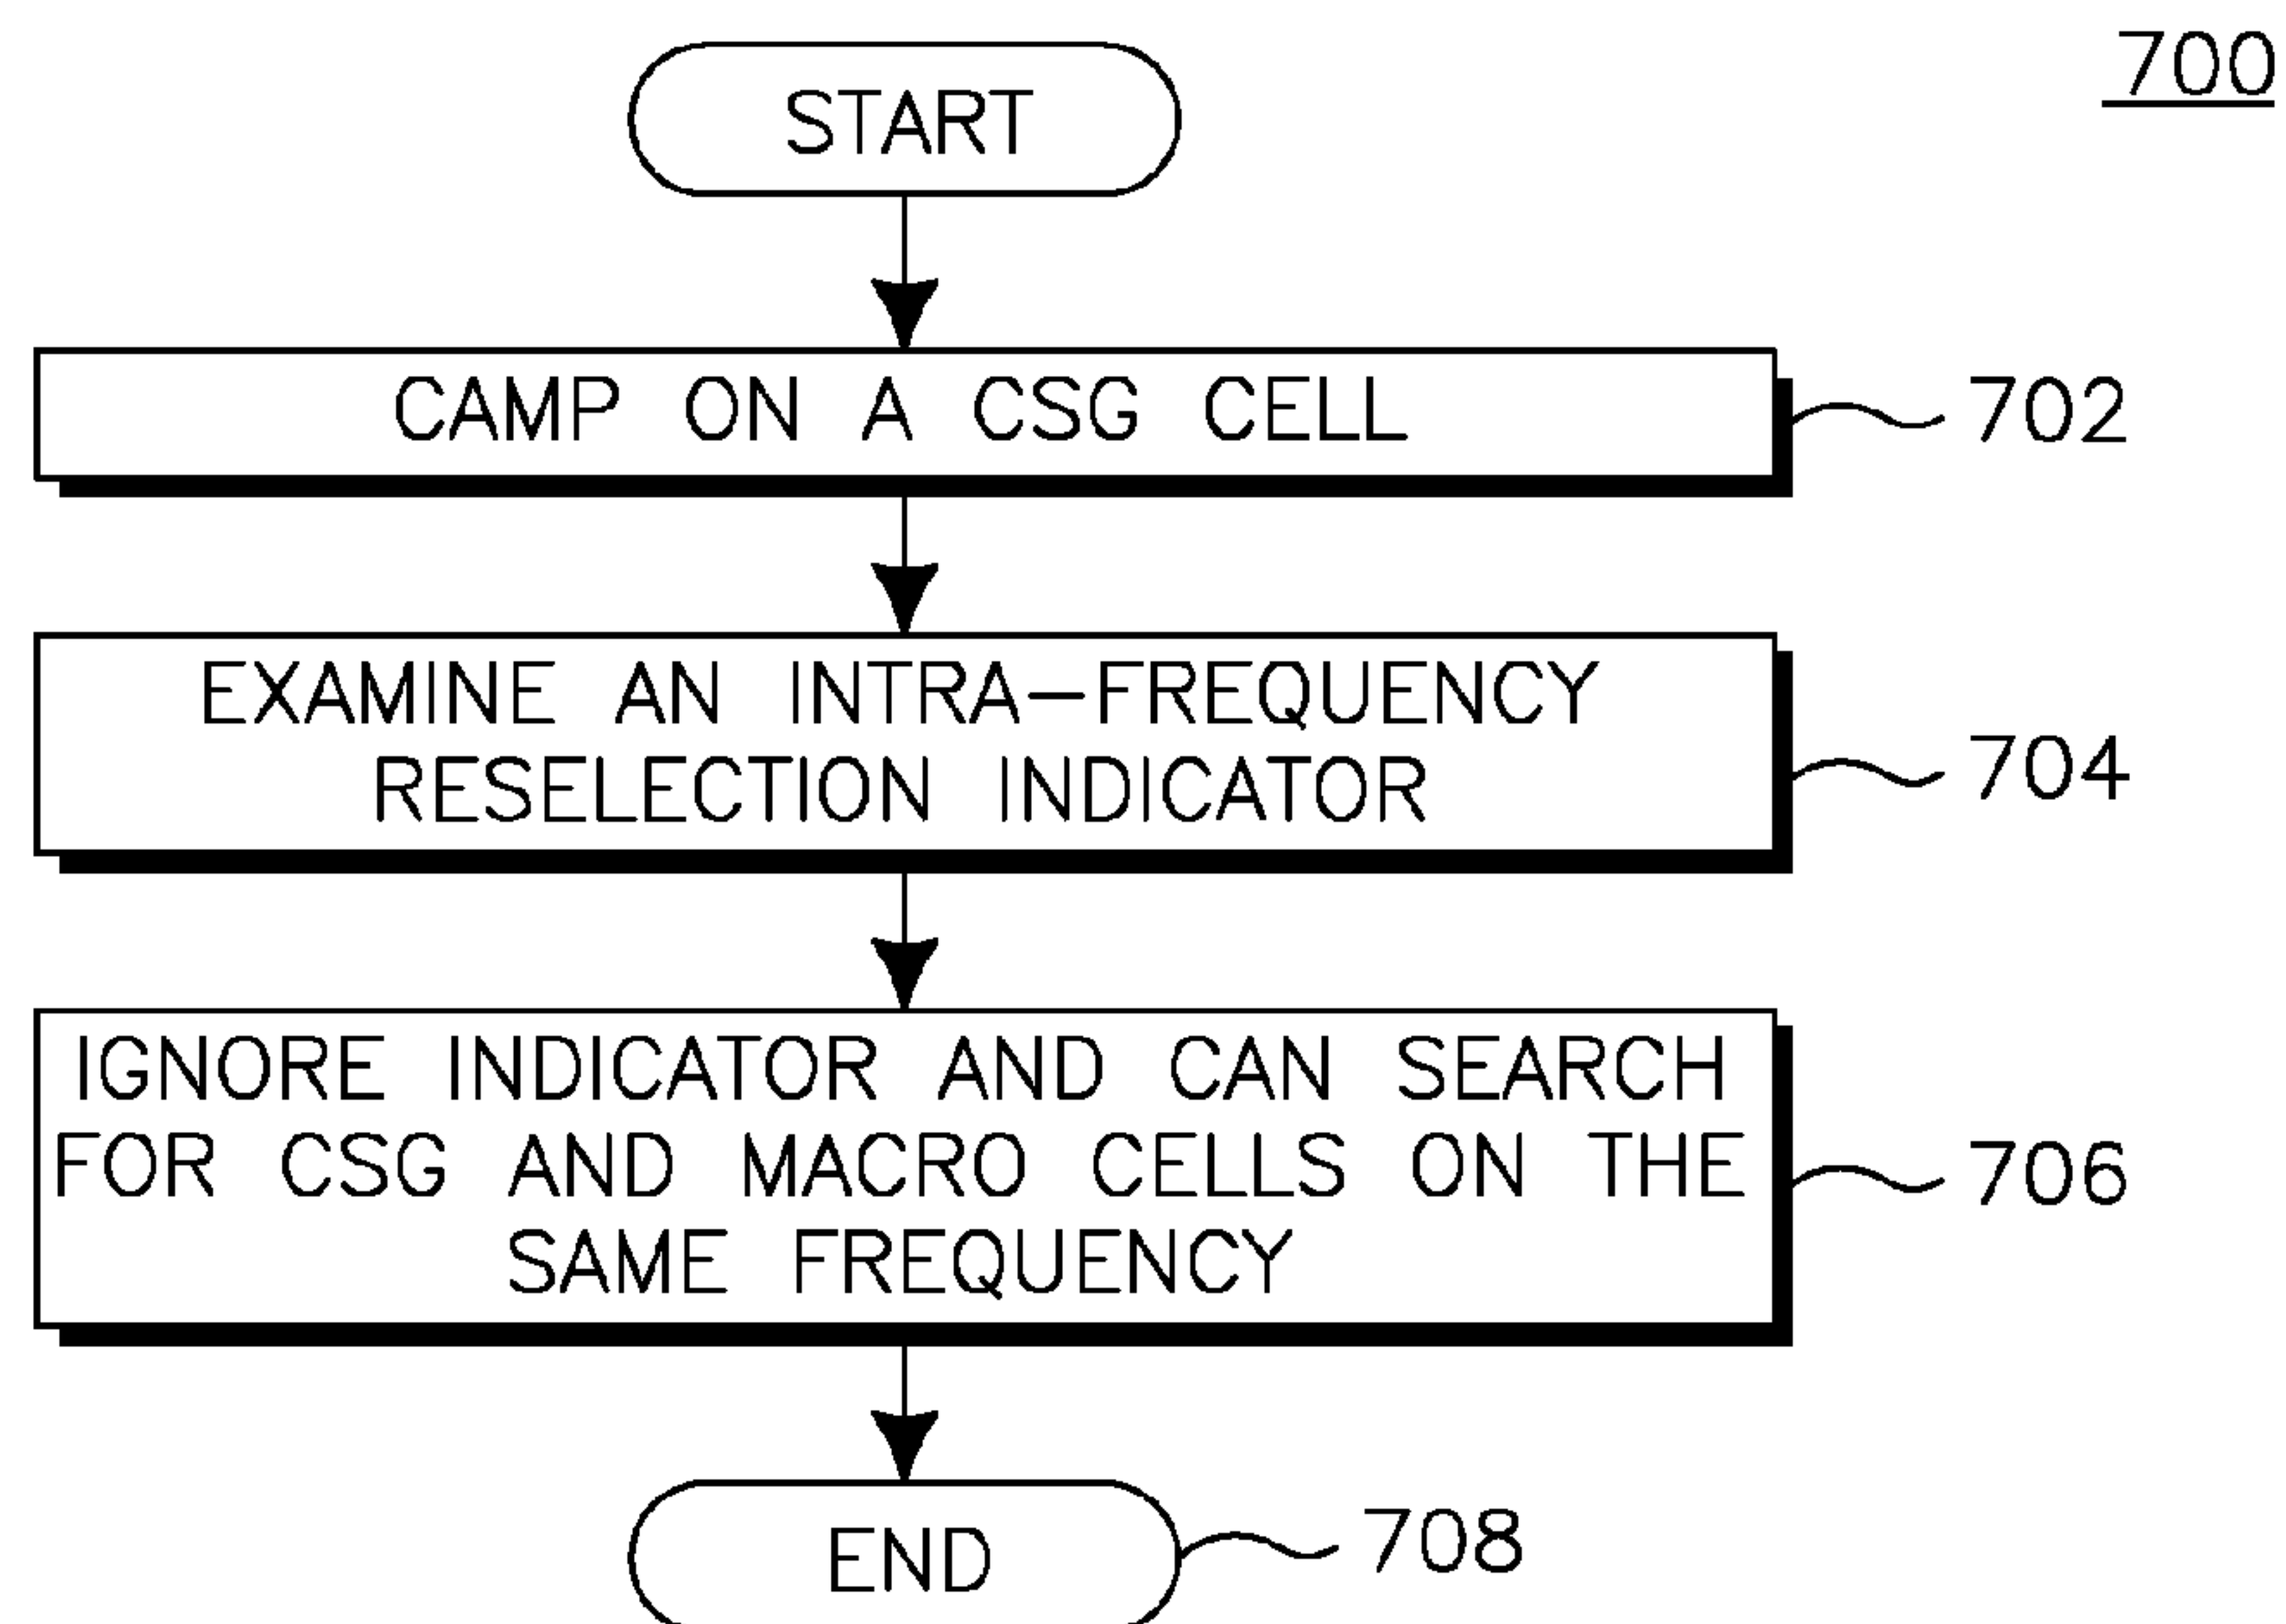 700
START
CAMP ON A CSG CELL
702
EXAMINE AN INTRA-FREQUENCY
RESELECTION INDICATOR
704
IGNORE INDICATOR AND CAN SEARCH
FOR CSG AND MACRO CELLS ON THE
SAME FREQUENCY
706
END
708